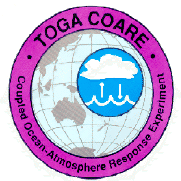 • TOGA COARE •
Coupled Ocean-Atmosphere Response Experiment